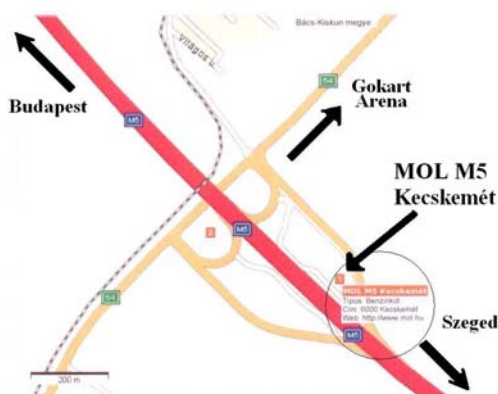 Bács-Kiskun megye
Világos u.
54
Budapest
Gokart
Arena
M5
MOL M5
Kecskemét
M5
MOL M5 Kecskemét
Típus: Benzinkút
Cím: 6000 Kecskemét
Web: http://www.mol.hu
54
M5
Szeged
200 m